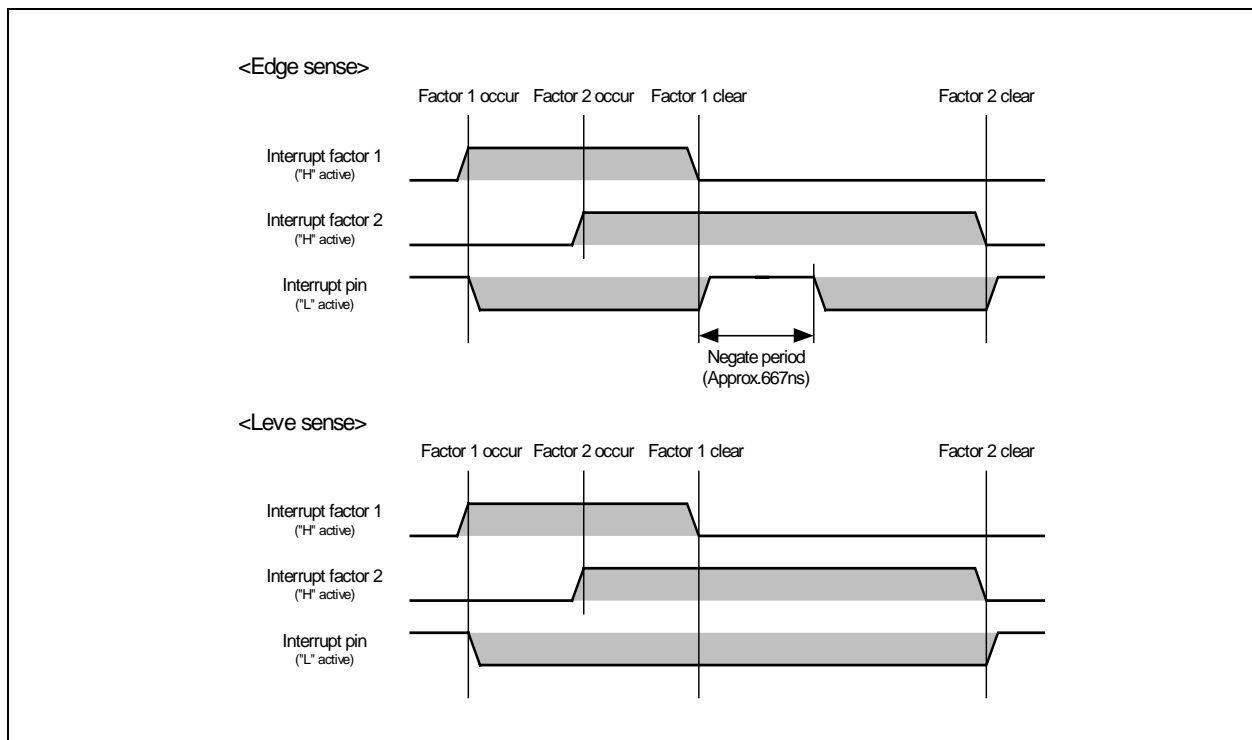 <Edge sense>
Factor 1 occur Factor 2 occur Factor 1 clear Factor 2 clear
Interrupt factor 1
("H" active)
Interrupt factor 2
("H" active)
Interrupt pin
("L" active)
Negate period
(Approx.667ns)
<Leve sense>
Factor 1 occur Factor 2 occur Factor 1 clear Factor 2 clear
Interrupt factor 1
("H" active)
Interrupt factor 2
("H" active)
Interrupt pin
("L" active)